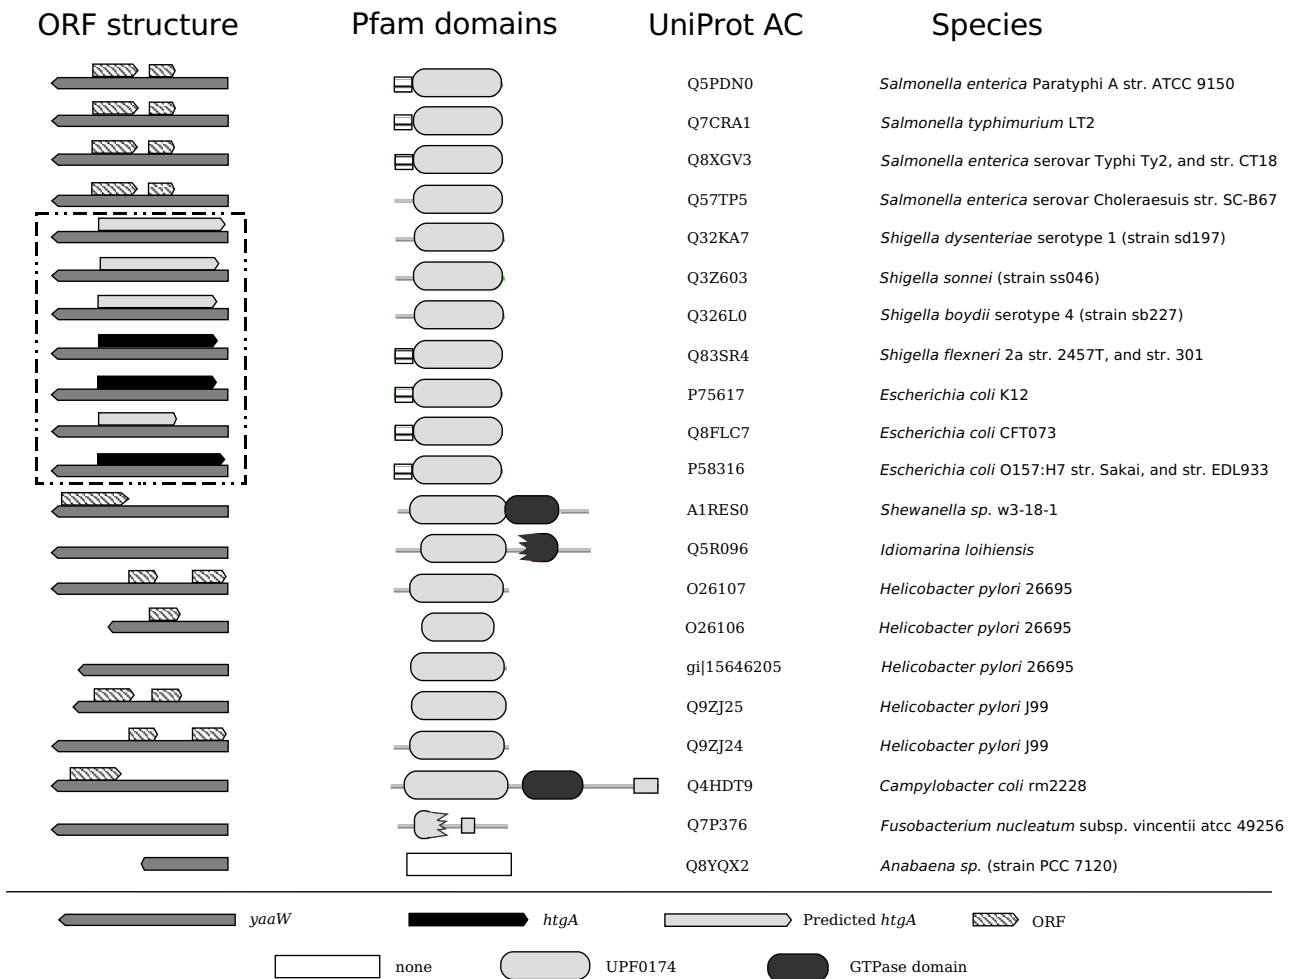 ORF structure Pfam domains UniProt AC Species
Q5PDN0 Salmonella enterica Paratyphi A str. ATCC 9150
Q7CRA1 Salmonella typhimurium LT2
Q8XGV3 Salmonella enterica serovar Typhi Ty2, and str. CT18
Q57TP5 Salmonella enterica serovar Choleraesuis str. SC-B67
Q32KA7 Shigella dysenteriae serotype 1 (strain sd197)
Q3Z603 Shigella sonnei (strain ss046)
Q326L0 Shigella boydii serotype 4 (strain sb227)
Q83SR4 Shigella flexneri 2a str. 2457T, and str. 301
P75617 Escherichia coli K12
Q8FLC7 Escherichia coli CFT073
P58316 Escherichia coli O157:H7 str. Sakai, and str. EDL933
A1RES0 Shewanella sp. w3-18-1
Q5R096 Idiomarina loihiensis
O26107 Helicobacter pylori 26695
O26106 Helicobacter pylori 26695
gi|15646205 Helicobacter pylori 26695
Q9ZJ25 Helicobacter pylori J99
Q9ZJ24 Helicobacter pylori J99
Q4HDT9 Campylobacter coli rm2228
Q7P376 Fusobacterium nucleatum subsp. vincentii atcc 49256
Q8YQX2 Anabaena sp. (strain PCC 7120)
yaaW htgA Predicted htgA ORF
none UPF0174 GTPase domain